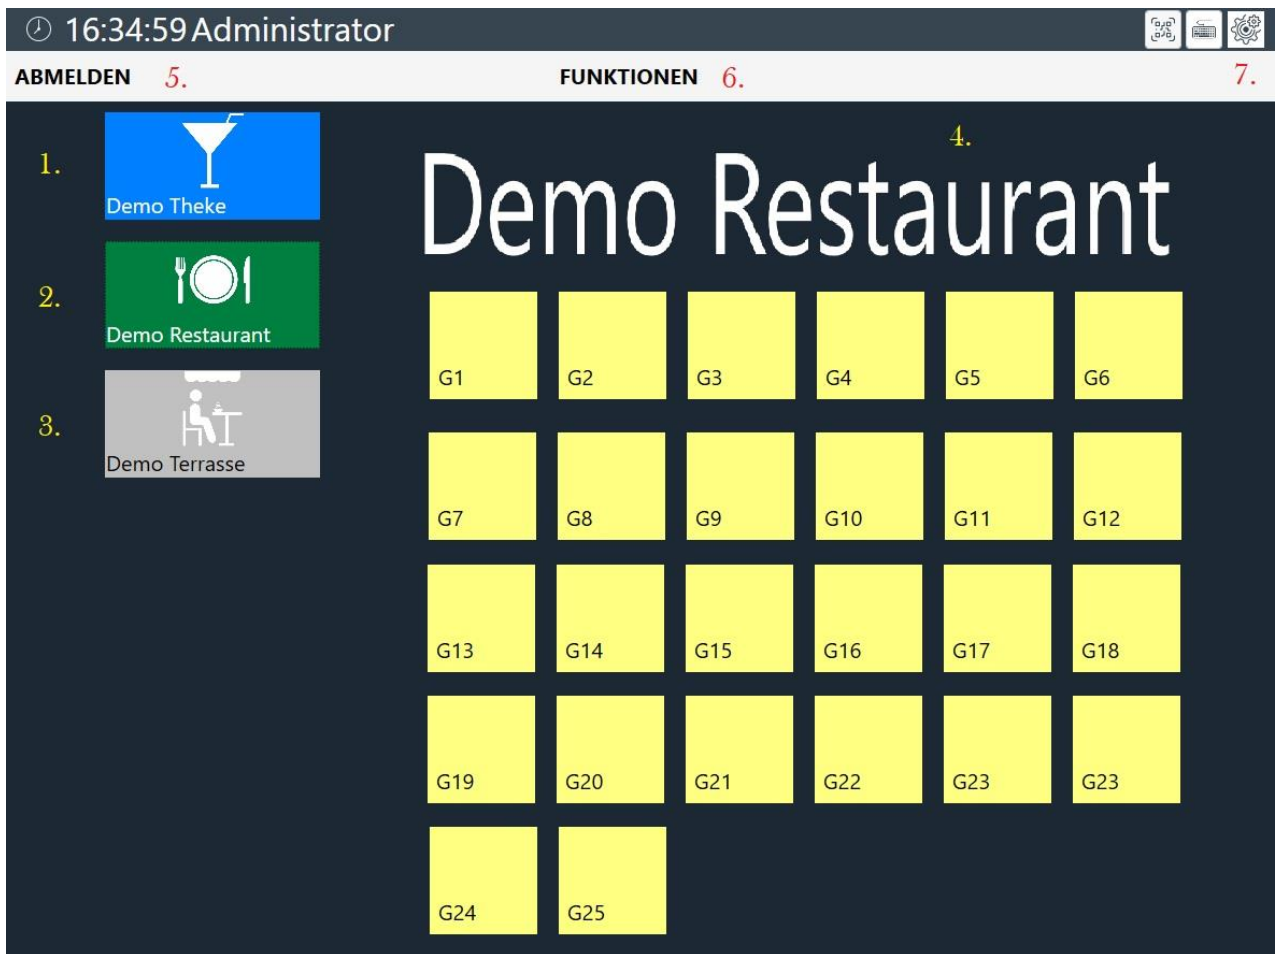 16:34:59 Administrator
ABMELDEN 5. FUNKTIONEN 6. 7.
1.
Demo Theke
2.
Demo Restaurant
3.
Demo Terrasse
4.
Demo Restaurant
G1 G2 G3 G4 G5 G6
G7 G8 G9 G10 G11 G12
G13 G14 G15 G16 G17 G18
G19 G20 G21 G22 G23 G23
G24 G25